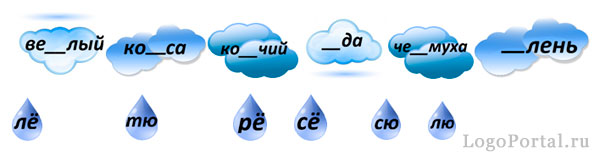 ве__лый ко__са ко__чий __да че__муха __лень
лё тю рё сё сю лю
LogoPortal.ru